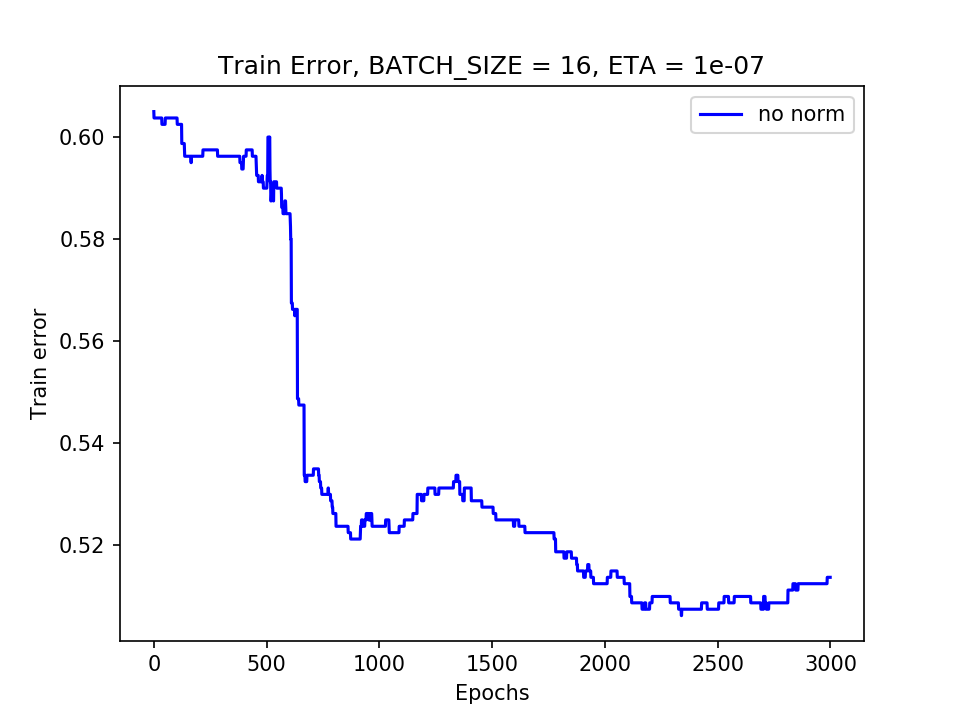 Train Error, BATCH_SIZE = 16, ETA = 1e-07
no norm
0.60
0.58
0.56
0.54
0.52
Train error
0 500 1000 1500 2000 2500 3000
Epochs